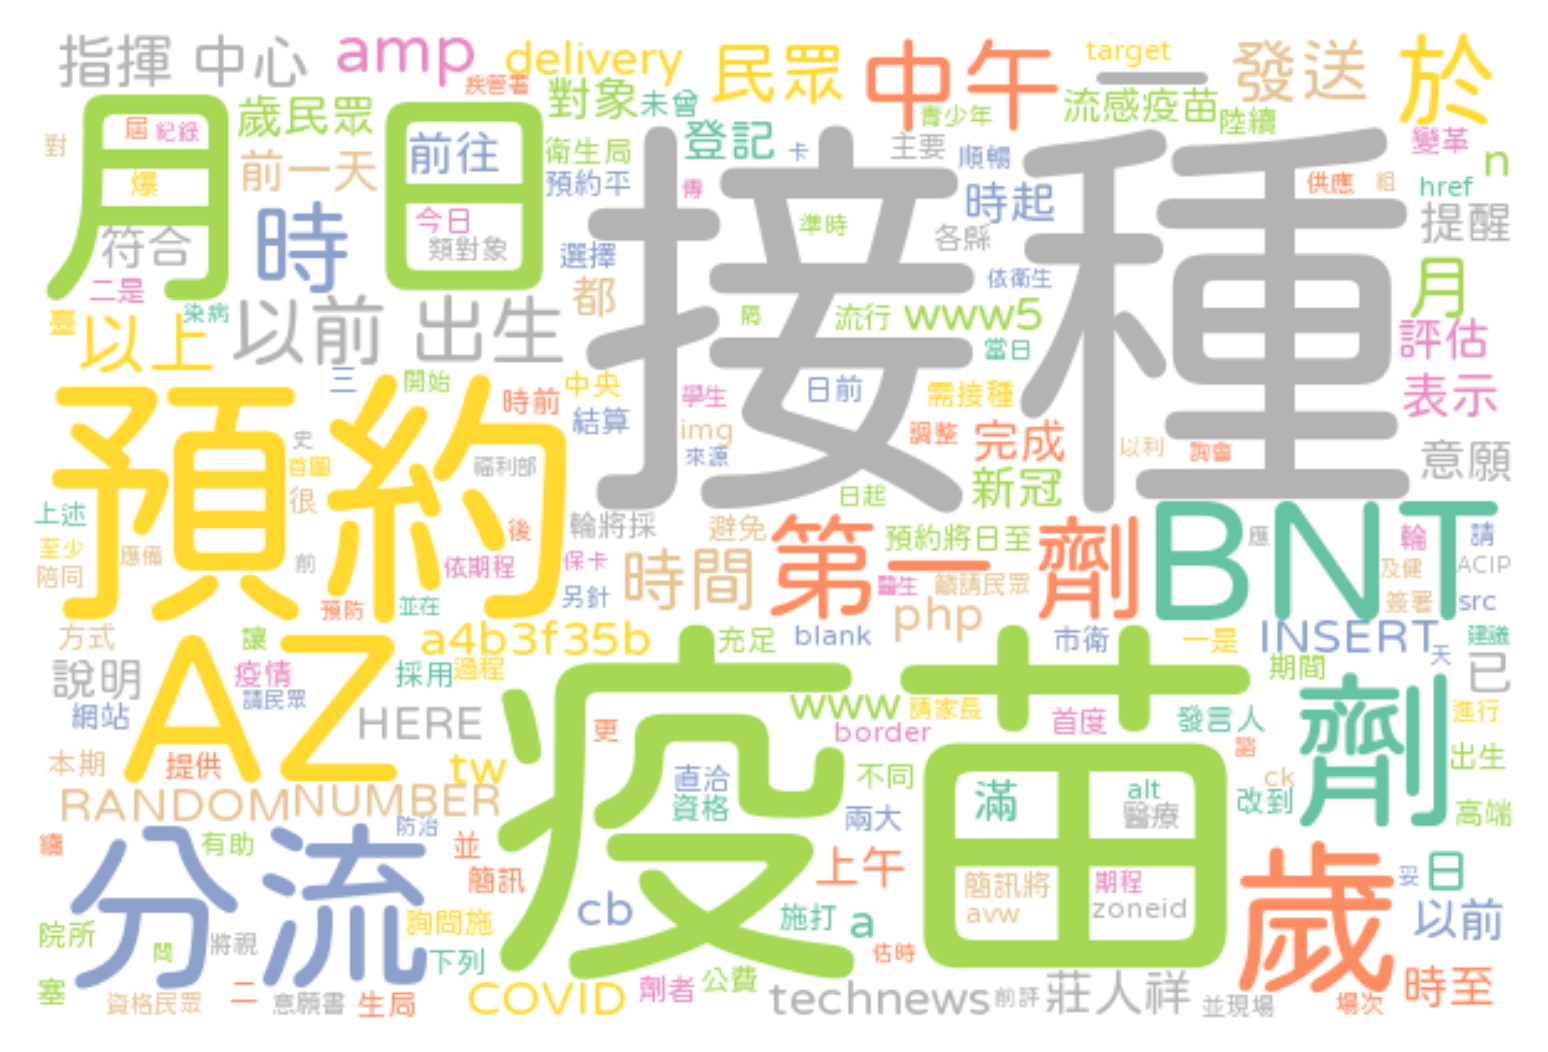 指揮 中心 amp delivery 民眾 中午 target 一 發送 於
疾管署 對象 未曾 青少年 流感疫苗 陸續
月 日 歲民眾 屆 紀錄 對 前往 衛生局 登記 卡 主要 順暢 變革 n
爆 前一天 預約平 傳 接種 時起 供應 組 href
符合 時 今日 類對象 選擇 準時 各縣 提醒
二是 都 依衛生 月
臺 以上 染病 以前 出生 隔 流行 www5 當日 評估
三 開始 時前 中央 學生 日前 需接種 表示
預約 史 結算 img 來源 調整 完成 以利 詢會 意願
首圖 福利部 日起 新冠
上述 很 後 輪將採 避免 第一 預約將日至 劑 BNT 應 輪 請
至少 應備 前 依期程 保卡 時間 醫生 籲請民眾 及健 ACIP
陪同 預防 並在 另針 php 簽署 src
方式 讓 a4b3f35b 充足 blank 市衛 一是 INSERT 天 建議
說明 AZ 疫情 採用 過程 疫苗 期間 已
網站 請民眾 HERE www 請家長 首度 發言人 劑 進行
更 border 諮 出生
本期 提供 tw 直洽 不同 滿 alt ck
RANDOMNUMBER 資格 兩大 醫療 改到 高端
防治
續 分流 有助 並 上午 歲 妥 日
簡訊 簡訊將 期程
cb 施打 a avw zoneid 以前
院所 間 將視 詢問施 估時
塞 下列 時至
資格民眾 二 意願書 生局 COVID 劑者 公費 technews 前評 莊人祥 並現場 場次